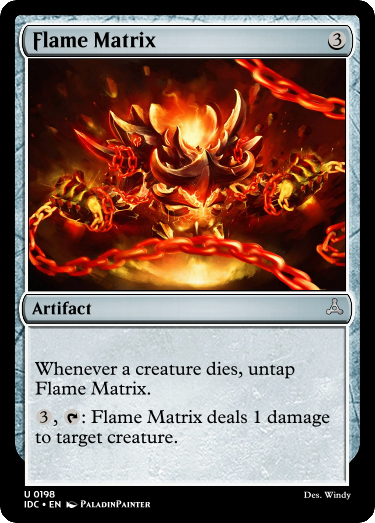 Flame Matrix 3
Artifact
Whenever a creature dies, untap
Flame Matrix.
3, : Flame Matrix deals 1 damage
to target creature.
U 0198
IDC • EN PALADINPAINTER
Des. Windy